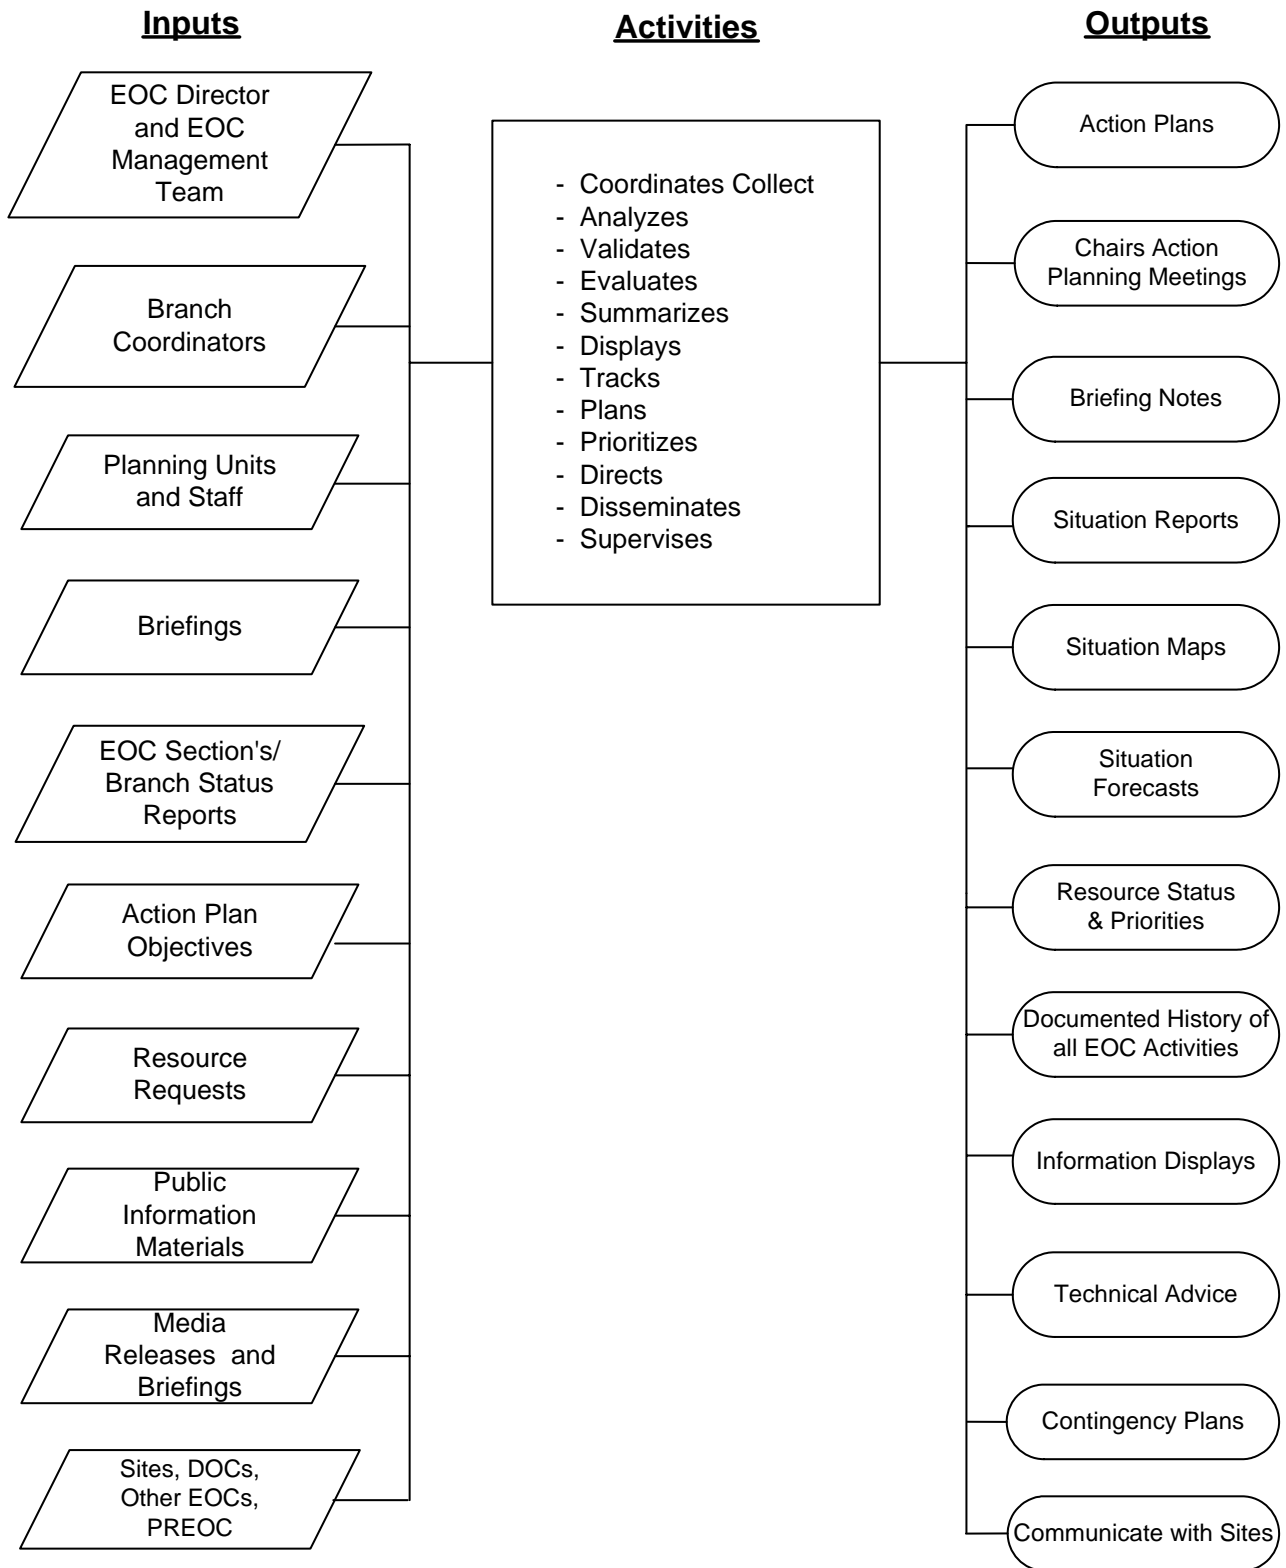 Inputs
EOC Director
and EOC
Management
Team
Branch
Coordinators
Planning Units
and Staff
Briefings
EOC Section's/
Branch Status
Reports
Action Plan
Objectives
Resource
Requests
Public
Information
Materials
Media
Releases and
Briefings
Sites, DOCs,
Other EOCs,
PREOC
Activities
- Coordinates Collect
- Analyzes
- Validates
- Evaluates
- Summarizes
- Displays
- Tracks
- Plans
- Prioritizes
- Directs
- Disseminates
- Supervises
Outputs
Action Plans
Chairs Action
Planning Meetings
Briefing Notes
Situation Reports
Situation Maps
Situation
Forecasts
Resource Status
& Priorities
Documented History of
all EOC Activities
Information Displays
Technical Advice
Contingency Plans
Communicate with Sites